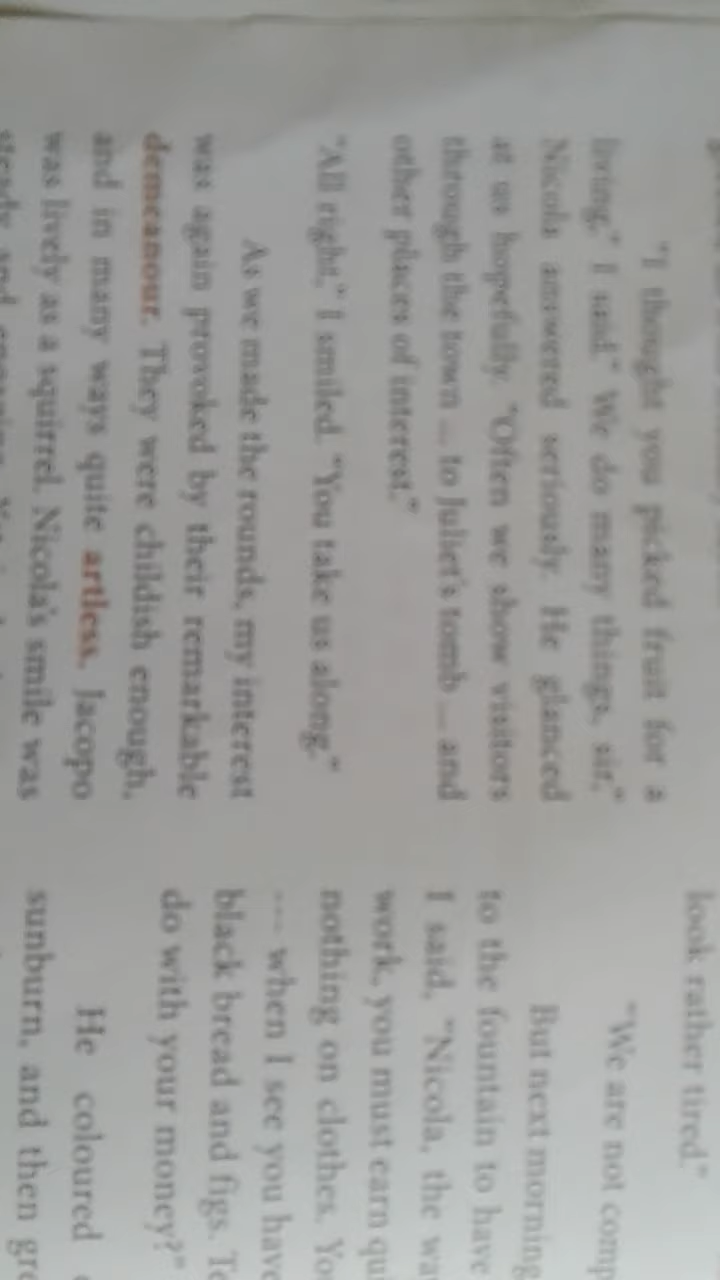 "I thought you picked fruit for a
living," I said." We do many things, sir,"
Nicola answered seriously. He glanced
at us hopefully. "Often we show visitors
through the town ... to Juliet's tomb ... and
other places of interest."
"All right," I smiled. "You take us along."
As we made the rounds, my interest
was again provoked by their remarkable
demeanour. They were childish enough,
and in many ways quite artless. Jacopo
was lively as a squirrel. Nicola's smile was
steady and
look rather tired."
"We are not comp
But next morning
to the fountain to have
I said, "Nicola, the wa
work, you must earn qu
nothing on clothes. Yo
--- when I see you have
black bread and figs. Te
do with your money?"
He coloured
sunburn, and then gre